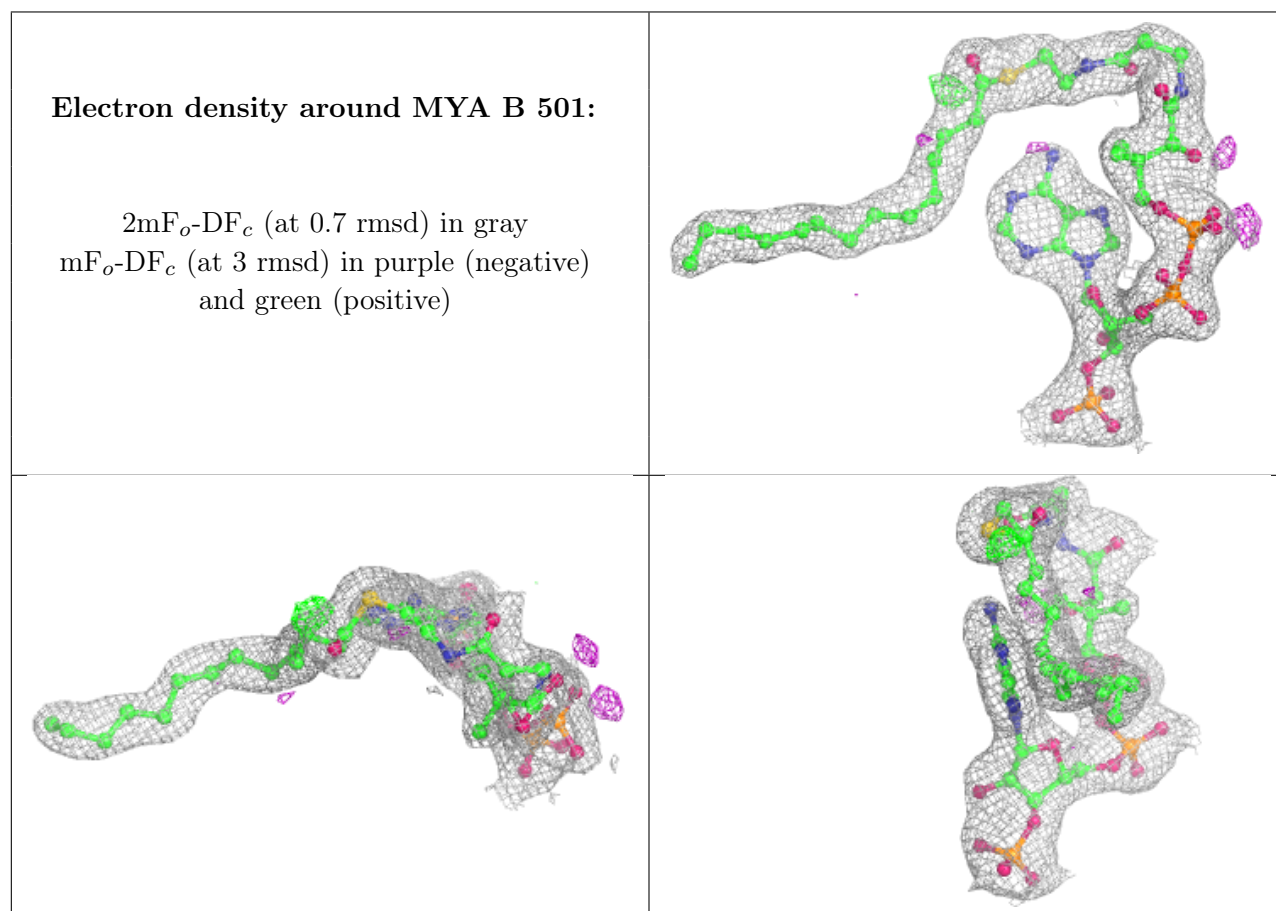 Electron density around MYA B 501:
2mFo-DFc (at 0.7 rmsd) in gray
mFo-DFc (at 3 rmsd) in purple (negative)
and green (positive)